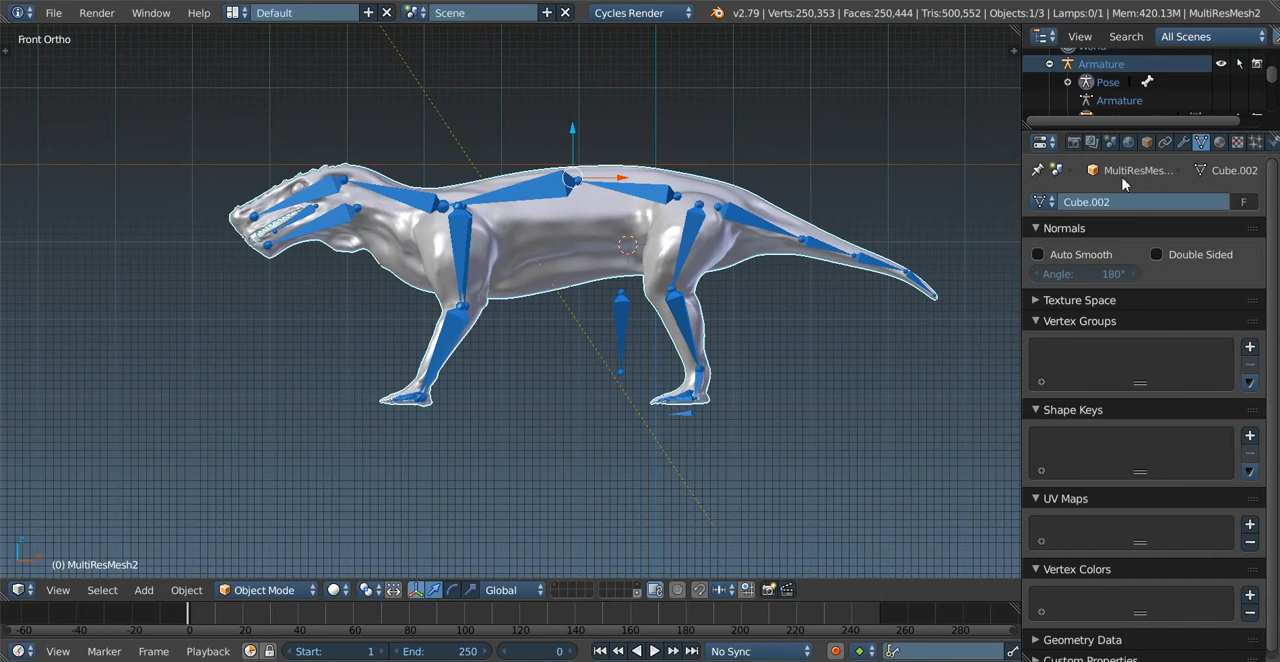 File Render Window Help Default Scene Cycles Render v2.79 | Verts:250,353 | Faces:250,444 | Tris:500,552 | Objects:1/3 | Lamps:0/1 | Mem:420.13M | MultiResMesh2
Front Ortho
View Search All Scenes
World
Armature
Pose
Armature
MultiResMes... Cube.002
Cube.002 F
Normals
Auto Smooth Double Sided
Angle: 180°
Texture Space
Vertex Groups
Shape Keys
UV Maps
Vertex Colors
Geometry Data
Custom Properties
z
(0) MultiResMesh2
View Select Add Object Object Mode Global
-60 -40 -20 0 20 40 60 80 100 120 140 160 180 200 220 240 260 280
View Marker Frame Playback Start: 1 End: 250 0 No Sync